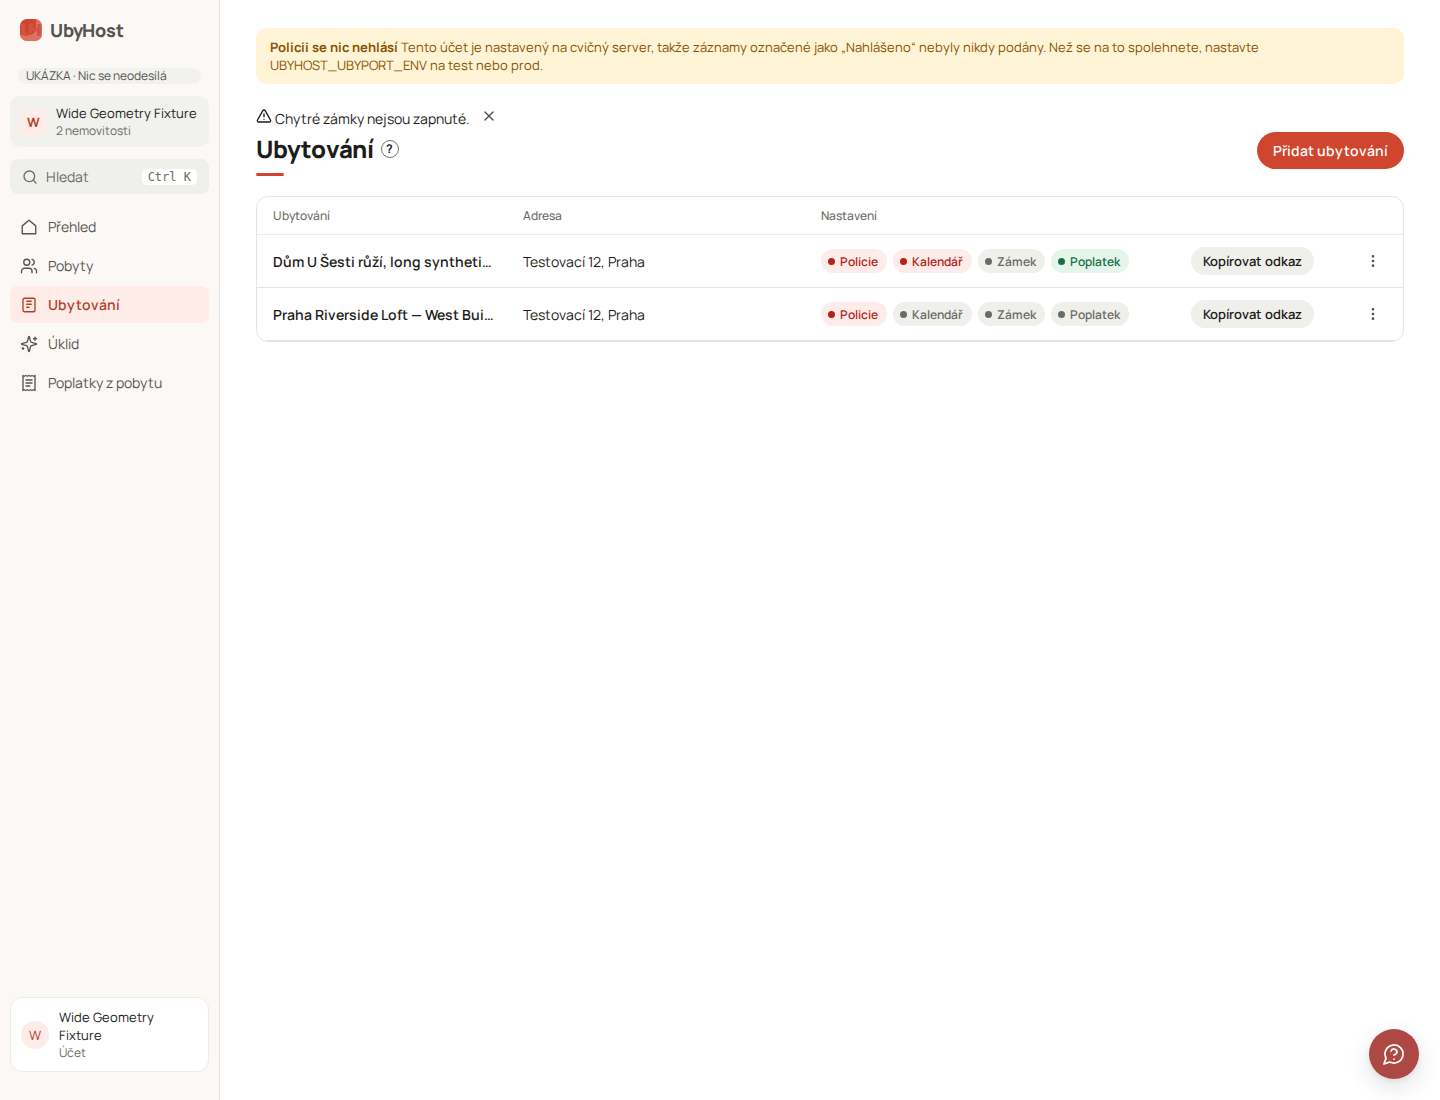 UbyHost
UKÁZKA · Nic se neodesílá
W
Wide Geometry Fixture
2 nemovitosti
Hledat
Ctrl K
Přehled
Pobyty
Ubytování
Úklid
Poplatky z pobytu
W
Wide Geometry
Fixture
Účet
Policii se nic nehlásí Tento účet je nastavený na cvičný server, takže záznamy označené jako „Nahlášeno“ nebyly nikdy podány. Než se na to spolehnete, nastavte
UBYHOST_UBYPORT_ENV na test nebo prod.
Chytré zámky nejsou zapnuté.
Ubytování ?
Přidat ubytování
Ubytování Adresa Nastavení
Dům U Šesti růží, long syntheti... Testovací 12, Praha Policie Kalendář Zámek Poplatek Kopírovat odkaz
Praha Riverside Loft — West Bui... Testovací 12, Praha Policie Kalendář Zámek Poplatek Kopírovat odkaz